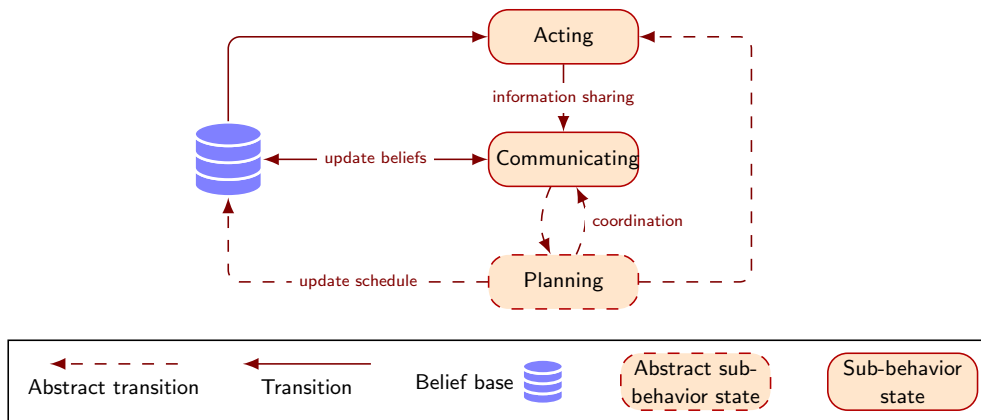 Acting
information sharing
update beliefs
Communicating
coordination
update schedule
Planning
Abstract transition
Transition
Belief base
Abstract sub-
behavior state
Sub-behavior
state